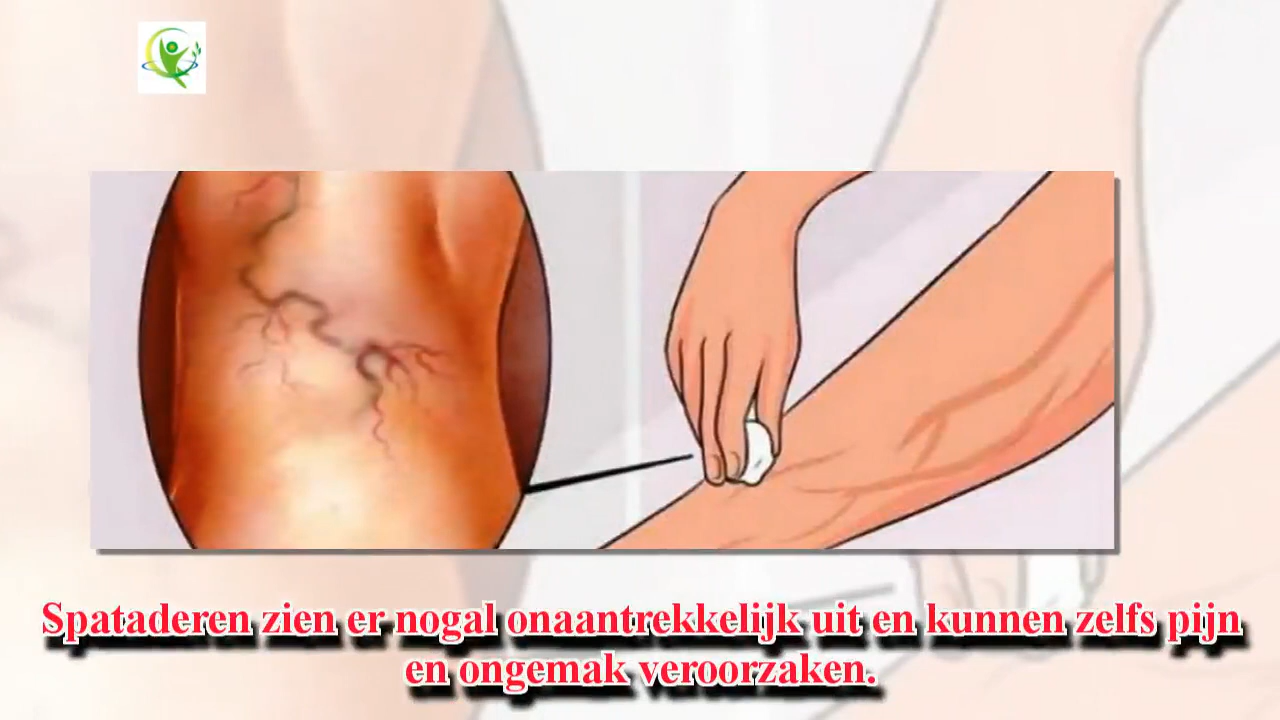 Spataderen zien er nogal onaantrekkelijk uit en kunnen zelfs pijn
en ongemak veroorzaken.